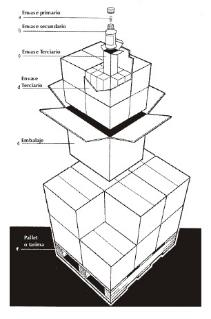 Envase primario
a
Envase secundario
b
Envase Terciario
c
Envase
d Terciario
e Embalaje
Pallet
o tarima